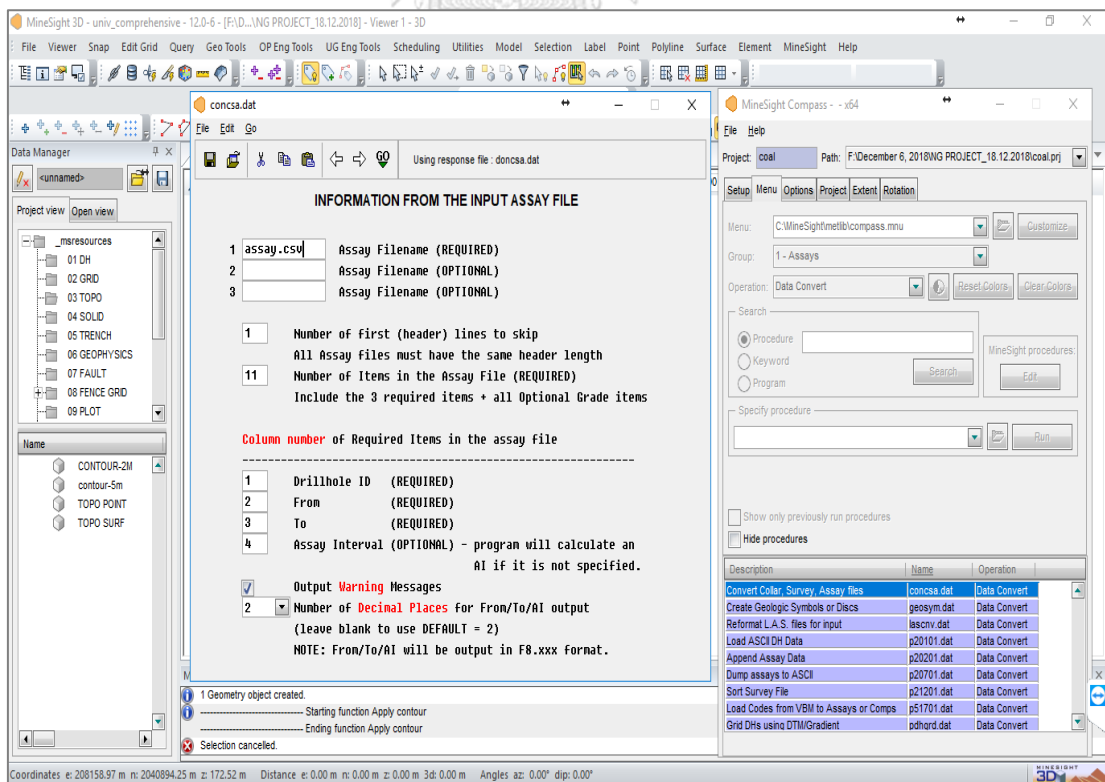 MineSight 3D - univ_comprehensive - 12.0-6 - [F:\D...\NG PROJECT_18.12.2018] - Viewer 1 - 3D
File Viewer Snap Edit Grid Query Geo Tools OP Eng Tools UG Eng Tools Scheduling Utilities Model Selection Label Point Polyline Surface Element MineSight Help
Data Manager
<unnamed>
Project view Open view
_msresources
01 DH
02 GRID
03 TOPO
04 SOLID
05 TRENCH
06 GEOPHYSICS
07 FAULT
08 FENCE GRID
09 PLOT
Name
CONTOUR-2M
contour-5m
TOPO POINT
TOPO SURF
concsa.dat
File Edit Go
GO Using response file : doncsa.dat
INFORMATION FROM THE INPUT ASSAY FILE
1 assay.csv Assay Filename (REQUIRED)
2 Assay Filename (OPTIONAL)
3 Assay Filename (OPTIONAL)
1 Number of first (header) lines to skip
All Assay files must have the same header length
11 Number of Items in the Assay File (REQUIRED)
Include the 3 required items + all Optional Grade items
Column number of Required Items in the assay file
1 Drillhole ID (REQUIRED)
2 From (REQUIRED)
3 To (REQUIRED)
4 Assay Interval (OPTIONAL) - program will calculate an
AI if it is not specified.
Output Warning Messages
2 Number of Decimal Places for From/To/AI output
(leave blank to use DEFAULT = 2)
NOTE: From/To/AI will be output in F8.xxx format.
1 Geometry object created.
------------------------------ Starting function Apply contour
------------------------------ Ending function Apply contour
Selection cancelled.
MineSight Compass - - x64
File Help
Project: coal Path: F:\December 6, 2018\NG PROJECT_18.12.2018\coal.prj
Setup Menu Options Project Extent Rotation
Menu: C:\MineSight\metlib\compass.mnu Customize
Group: 1 - Assays
Operation: Data Convert Reset Colors Clear Colors
Search
Procedure
Keyword
Program
Search
MineSight procedures:
Edit
Specify procedure
Run
Show only previously run procedures
Hide procedures
Description Name Operation
Convert Collar, Survey, Assay files concsa.dat Data Convert
Create Geologic Symbols or Discs geosym.dat Data Convert
Reformat L.A.S. files for input lascnv.dat Data Convert
Load ASCII DH Data p20101.dat Data Convert
Append Assay Data p20201.dat Data Convert
Dump assays to ASCII p20701.dat Data Convert
Sort Survey File p21201.dat Data Convert
Load Codes from VBM to Assays or Comps p51701.dat Data Convert
Grid DHs using DTM/Gradient pdhgrd.dat Data Convert
Coordinates e: 208158.97 m n: 2040894.25 m z: 172.52 m Distance e: 0.00 m n: 0.00 m z: 0.00 m 3d: 0.00 m Angles az: 0.00° dip: 0.00°
MINESIGHT
3D